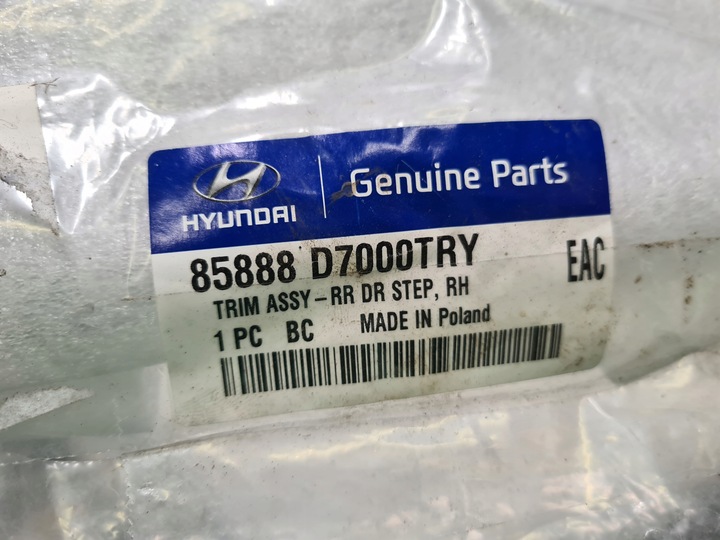 HYUNDAI
Genuine Parts
85888 D7000TRY
EAC
TRIM ASSY-RR DR STEP, RH
1 PC BC MADE IN Poland